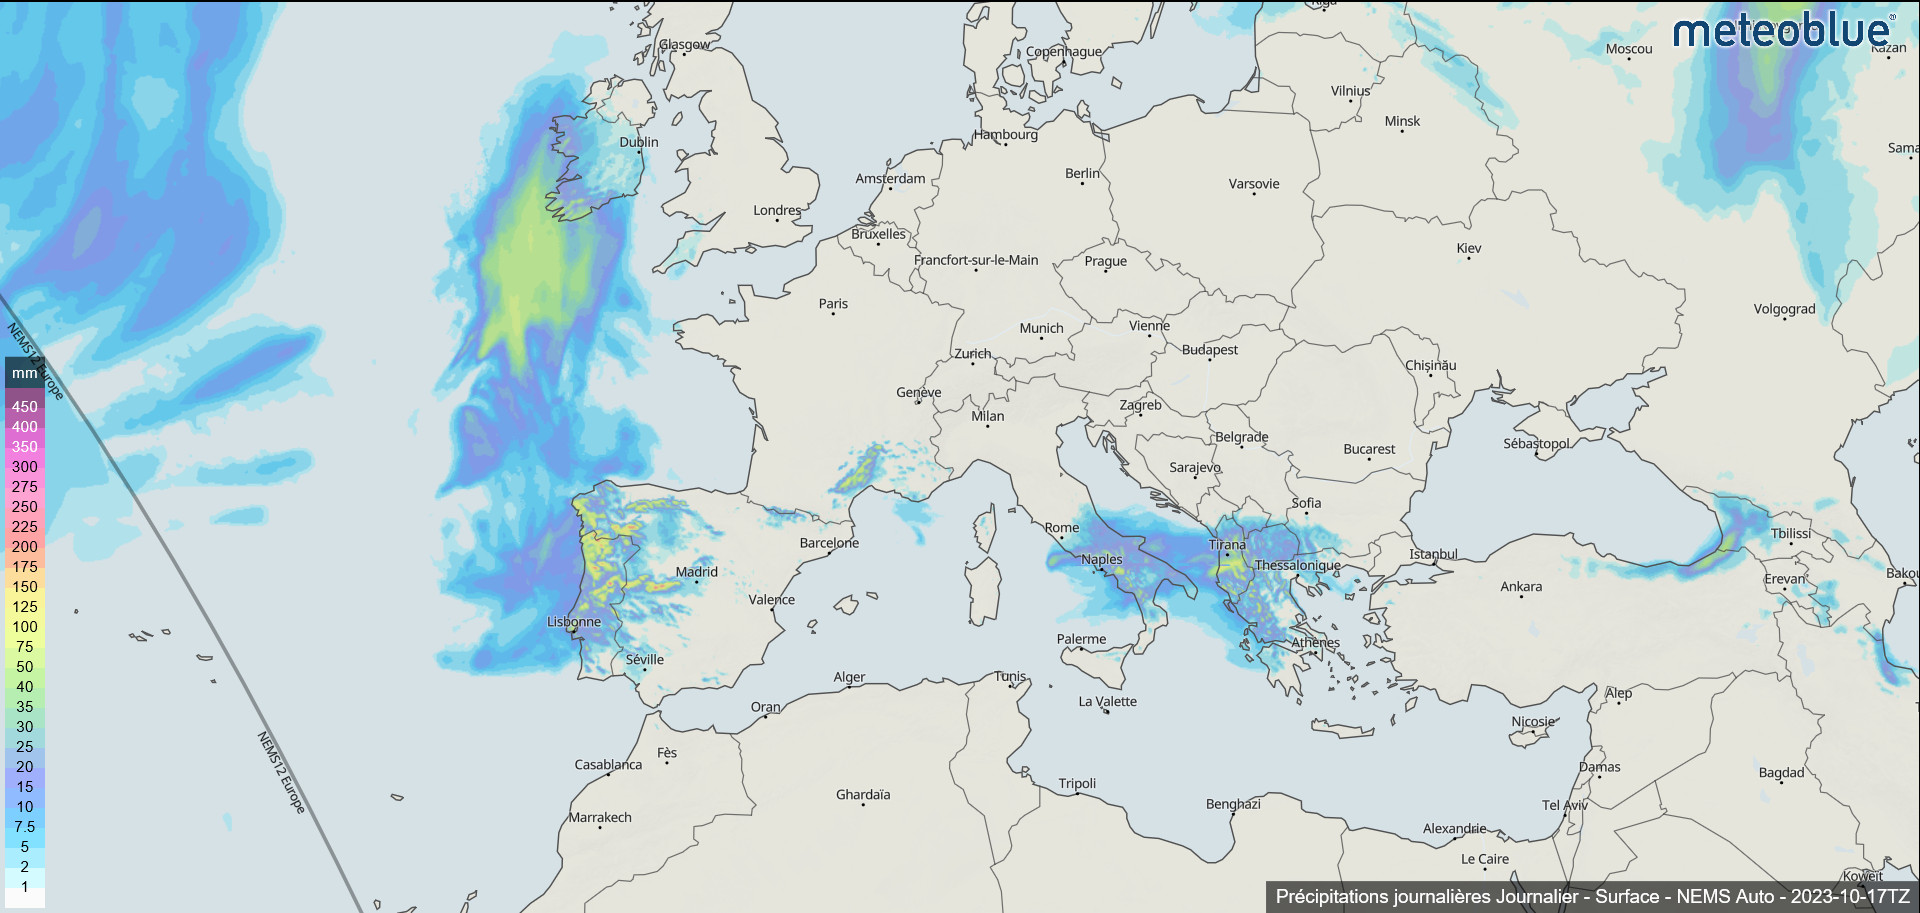 Riga
meteoblue®
Glasgow
Copenhague
Moscou
Kazan
Vilnius
Minsk
Hambourg
Dublin
Sama
Amsterdam
Berlin
Varsovie
Londres
Bruxelles
Kiev
Francfort-sur-le-Main
Prague
Paris
Volgograd
NEMS12 Europe
Munich
Vienne
Zurich
Budapest
Chișinău
mm
Genève
Zagreb
Milan
450
400
350
300
275
250
225
200
175
150
125
100
75
50
40
35
30
25
20
15
10
7.5
5
2
1
Belgrade
Sébastopol
Bucarest
Sarajevo
Sofia
Rome
Tbilissi
Barcelone
Tirana
Istanbul
Naples
Thessalonique
Madrid
Erevan
Bakou
Ankara
Valence
Lisbonne
Palerme
Athènes
Séville
Alger
Tunis
Alep
La Valette
Oran
Nicosie
NEMS12 Europe
Fès
Casablanca
Damas
Bagdad
Tripoli
Ghardaïa
Benghazi
Tel Aviv
Marrakech
Alexandrie
Le Caire
Koweït
Précipitations journalières Journalier - Surface - NEMS Auto - 2023-10-17TZ